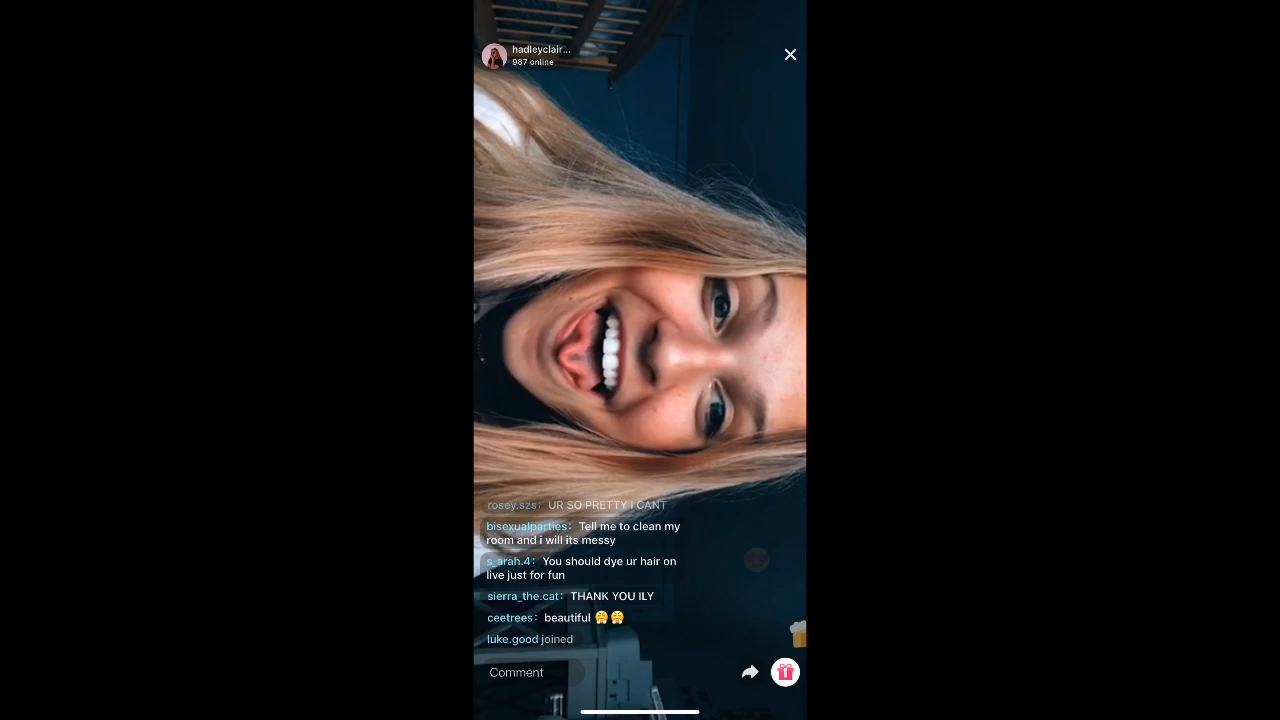 hadleyclair...
987 online
rosey.szs: UR SO PRETTY I CANT
bisexualparties: Tell me to clean my
room and i will its messy
s_arah.4: You should dye ur hair on
live just for fun
sierra_the.cat: THANK YOU ILY
ceetrees: beautiful 😤😤
luke.good joined
Comment